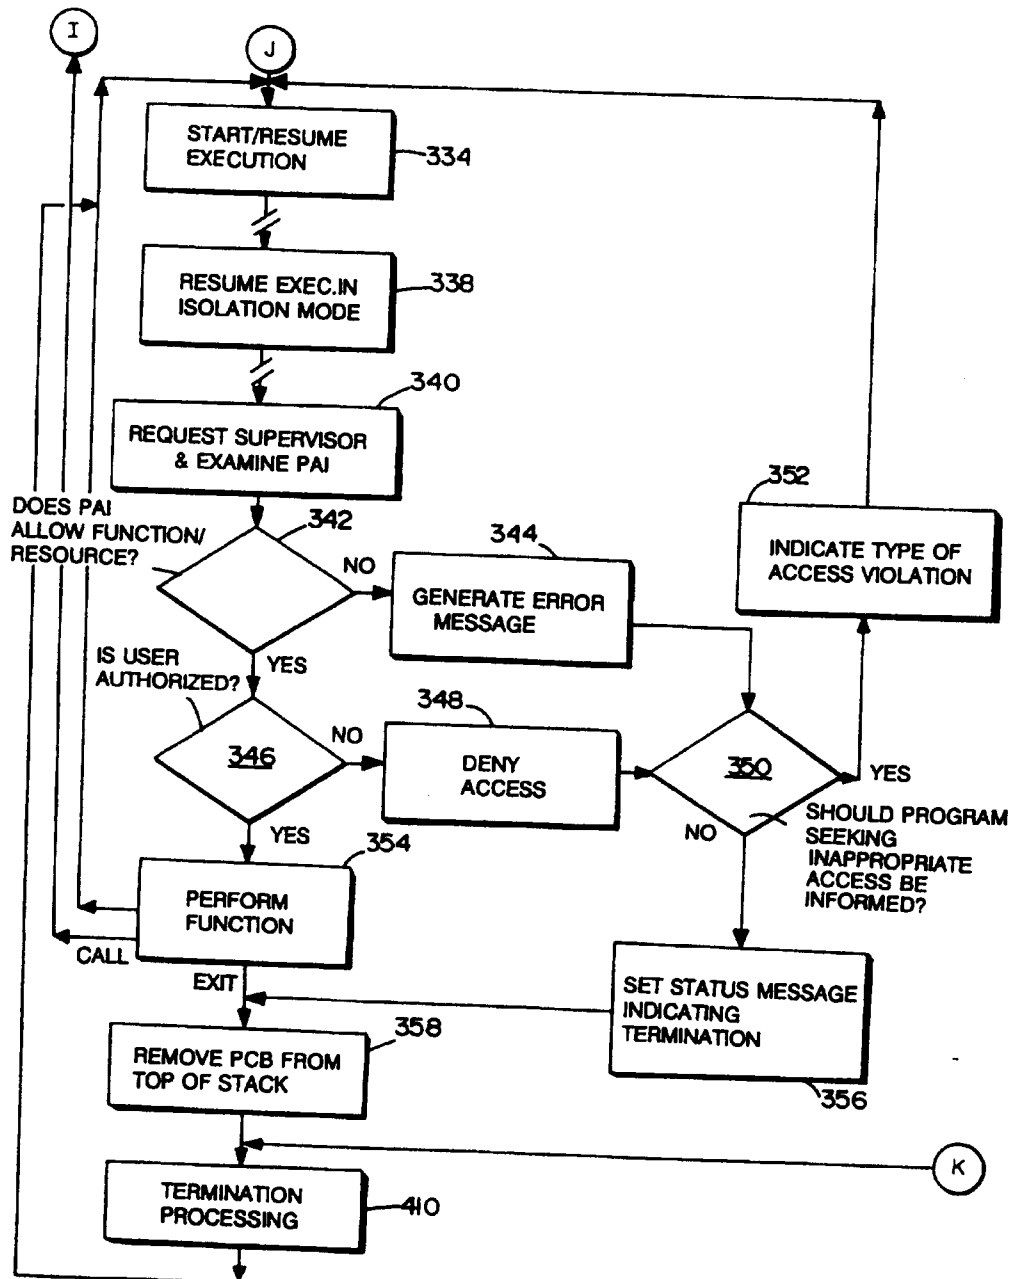 I
J
START/RESUME
EXECUTION
334
RESUME EXEC.IN
ISOLATION MODE
338
340
REQUEST SUPERVISOR
& EXAMINE PAI
DOES PAI
ALLOW FUNCTION/
RESOURCE?
342
NO
344
GENERATE ERROR
MESSAGE
352
INDICATE TYPE OF
ACCESS VIOLATION
YES
IS USER
AUTHORIZED?
346
NO
348
DENY
ACCESS
350
YES
NO
SHOULD PROGRAM
SEEKING
INAPPROPRIATE
ACCESS BE
INFORMED?
YES
354
PERFORM
FUNCTION
CALL
EXIT
SET STATUS MESSAGE
INDICATING
TERMINATION
356
358
REMOVE PCB FROM
TOP OF STACK
K
TERMINATION
PROCESSING
410